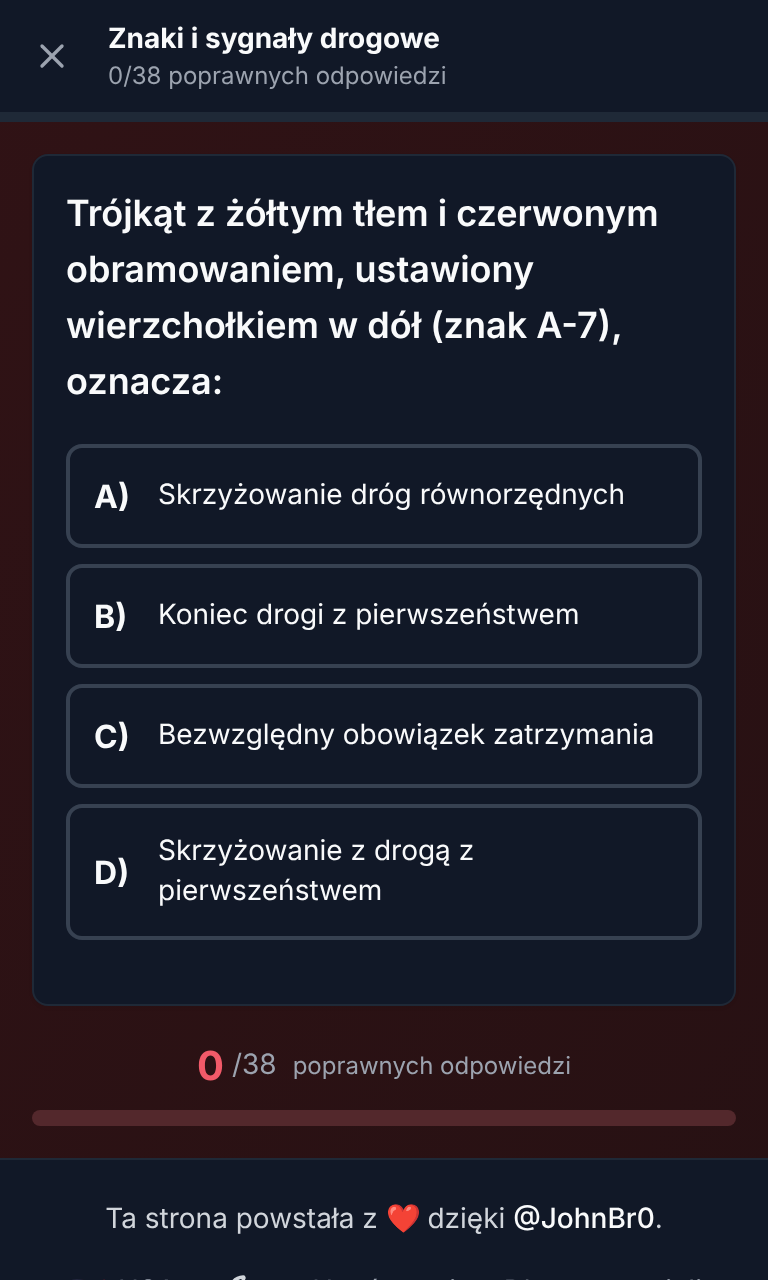 Znaki i sygnały drogowe
0/38 poprawnych odpowiedzi
Trójkąt z żółtym tłem i czerwonym
obramowaniem, ustawiony
wierzchołkiem w dół (znak A-7),
oznacza:
A) Skrzyżowanie dróg równorzędnych
B) Koniec drogi z pierwszeństwem
C) Bezwzględny obowiązek zatrzymania
D) Skrzyżowanie z drogą z
pierwszeństwem
0 /38 poprawnych odpowiedzi
Ta strona powstała z ❤️ dzięki @JohnBr0.